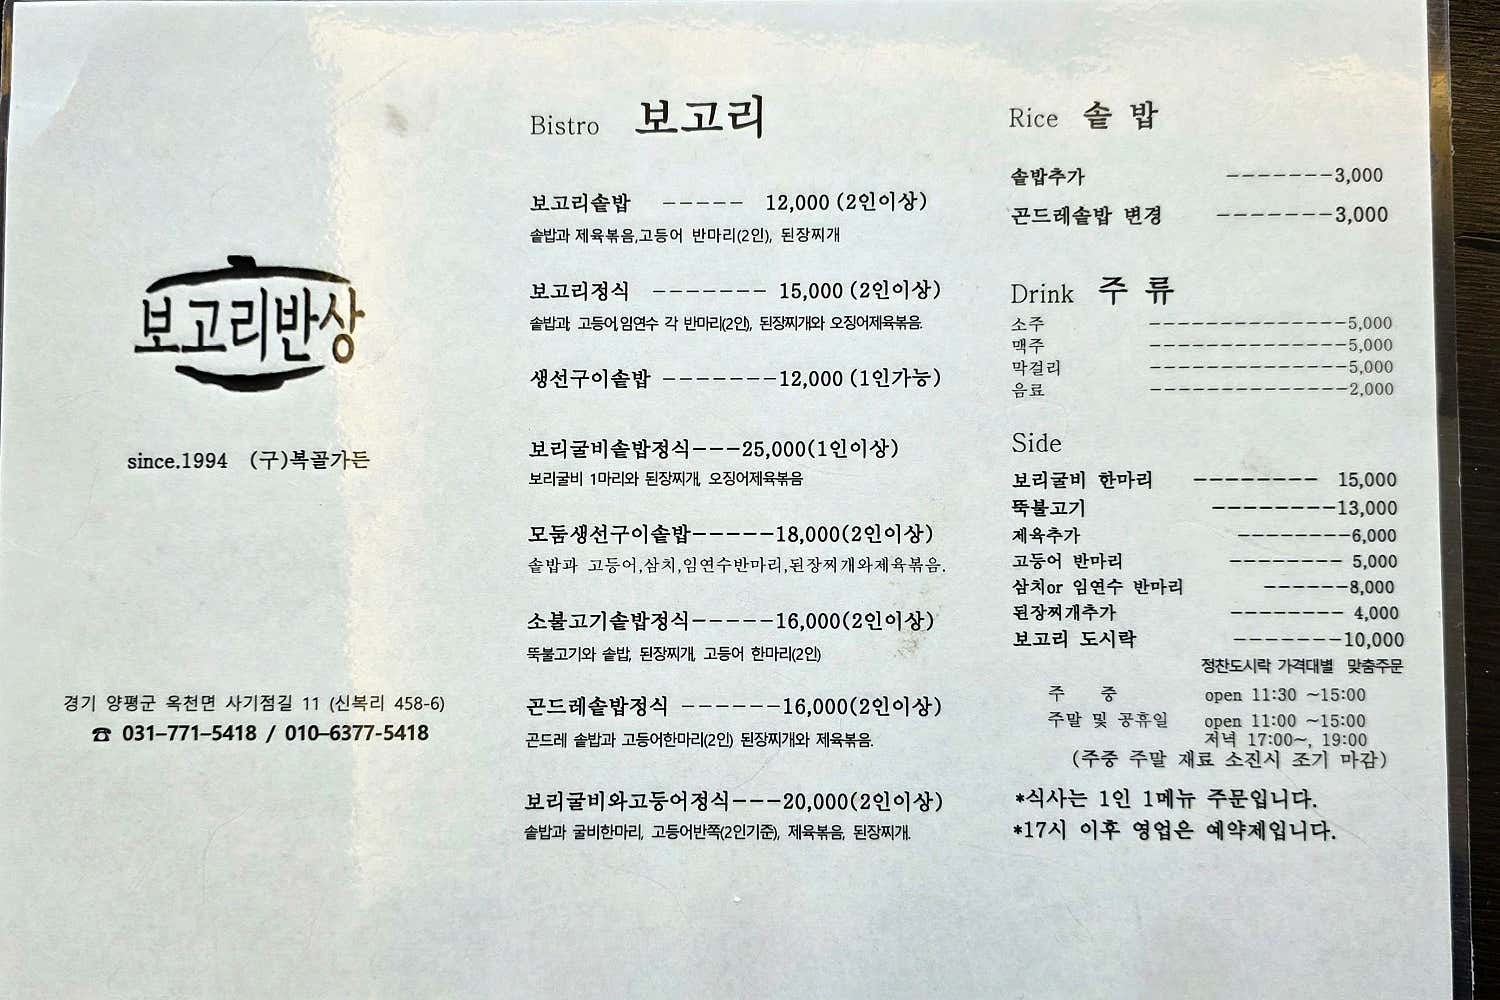 보고리반상
since.1994 (구)복골가든
경기 양평군 옥천면 사기점길 11 (신복리 458-6)
☎ 031-771-5418 / 010-6377-5418
Bistro 보고리
보고리솥밥 ----- 12,000 (2인이상)
솥밥과 제육볶음,고등어 반마리(2인), 된장찌개
보고리정식 ------- 15,000 (2인이상)
솥밥과, 고등어,임연수 각 반마리(2인), 된장찌개와 오징어제육볶음.
생선구이솥밥 -------12,000 (1인가능)
보리굴비솥밥정식---25,000(1인이상)
보리굴비 1마리와 된장찌개, 오징어제육볶음
모둠생선구이솥밥-----18,000(2인이상)
솥밥과 고등어,삼치,임연수반마리,된장찌개와제육볶음.
소불고기솥밥정식-----16,000(2인이상)
뚝불고기와 솥밥, 된장찌개, 고등어 한마리(2인)
곤드레솥밥정식 ------16,000(2인이상)
곤드레 솥밥과 고등어한마리(2인) 된장찌개와 제육볶음.
보리굴비와고등어정식---20,000(2인이상)
솥밥과 굴비한마리, 고등어반쪽(2인기준), 제육볶음, 된장찌개.
Rice 솥 밥
솥밥추가 -------3,000
곤드레솥밥 변경 -------3,000
Drink 주 류
소주 --------------5,000
맥주 --------------5,000
막걸리 --------------5,000
음료 --------------2,000
Side
보리굴비 한마리 -------- 15,000
뚝불고기 --------13,000
제육추가 --------6,000
고등어 반마리 -------- 5,000
삼치or 임연수 반마리 ------8,000
된장찌개추가 -------- 4,000
보고리 도시락 -------10,000
정찬도시락 가격대별 맞춤주문
주 중 open 11:30 ~15:00
주말 및 공휴일 open 11:00 ~15:00
저녁 17:00~, 19:00
(주중 주말 재료 소진시 조기 마감)
*식사는 1인 1메뉴 주문입니다.
*17시 이후 영업은 예약제입니다.